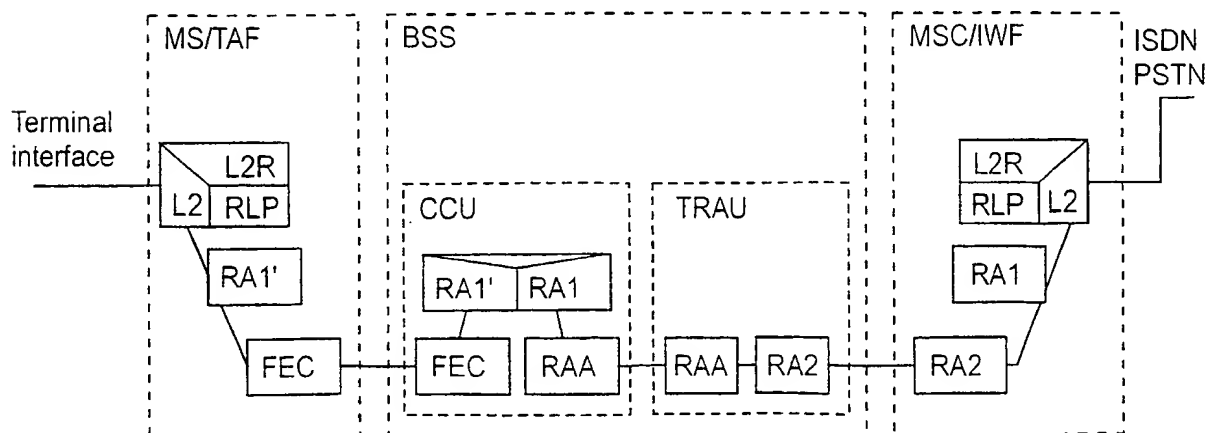 MS/TAF
BSS
MSC/IWF
ISDN
PSTN
Terminal
interface
L2R
L2
RLP
L2R
RLP
L2
CCU
TRAU
RA1'
RA1'
RA1
RA1
FEC
FEC
RAA
RAA
RA2
RA2